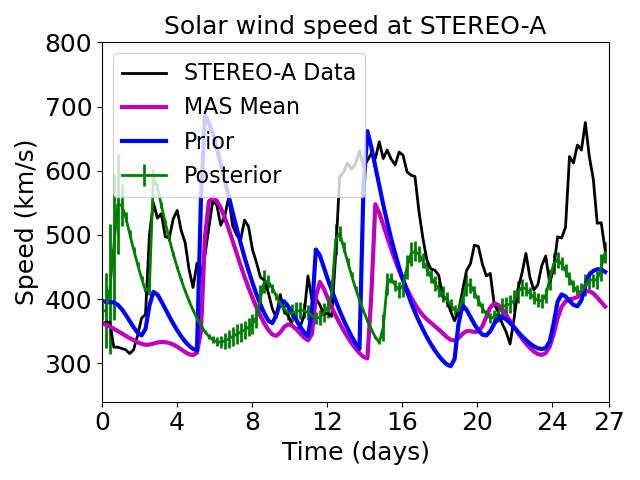 Solar wind speed at STEREO-A
800
700
600
500
400
300
Speed (km/s)
STEREO-A Data
MAS Mean
Prior
Posterior
0 4 8 12 16 20 24 27
Time (days)